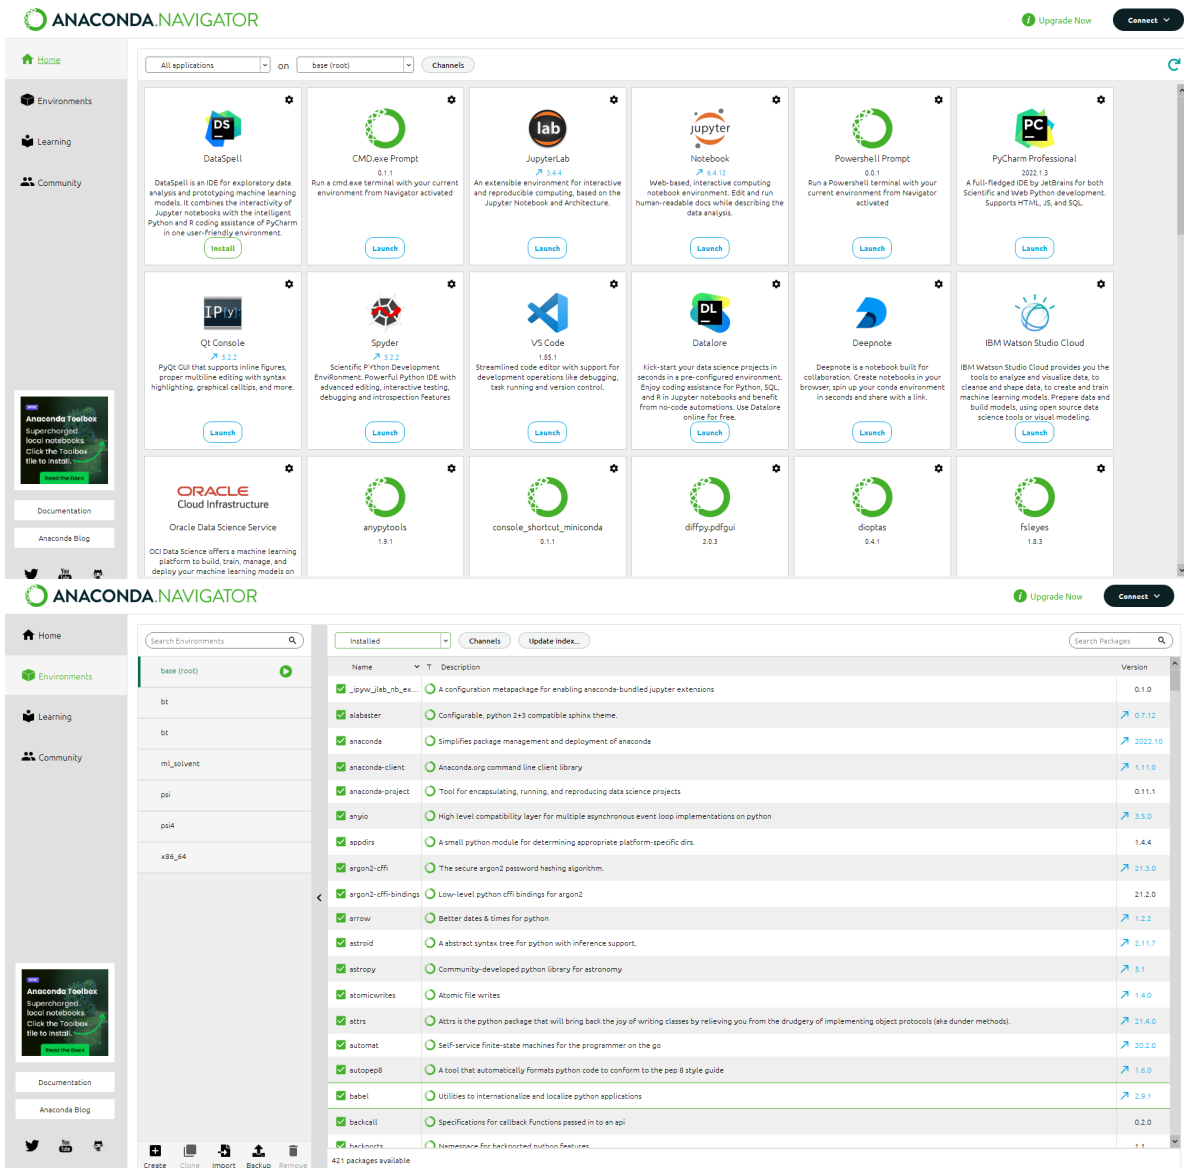 ANACONDA.NAVIGATOR
Upgrade Now
Connect
Home
Environments
Learning
Community
All applications
on
base (root)
Channels
DS
DataSpell
DataSpell is an IDE for exploratory data
analysis and prototyping machine learning
models. It combines the interactivity of
Jupyter notebooks with the intelligent
Python and R coding assistance of PyCharm
in one user-friendly environment.
Install
CMD.exe Prompt
0.1.1
Run a cmd.exe terminal with your current
environment from Navigator activated
Launch
lab
JupyterLab
3.4.4
An extensible environment for interactive
and reproducible computing, based on the
Jupyter Notebook and Architecture.
Launch
jupyter
Notebook
6.4.12
Web-based, interactive computing
notebook environment. Edit and run
human-readable docs while describing the
data analysis.
Launch
Powershell Prompt
0.0.1
Run a Powershell terminal with your
current environment from Navigator
activated
Launch
PC
PyCharm Professional
2022.1.3
A full-fledged IDE by JetBrains for both
Scientific and Web Python development.
Supports HTML, JS, and SQL.
Launch
IP[y]:
Qt Console
5.2.2
PyQt GUI that supports inline figures,
proper multiline editing with syntax
highlighting, graphical calltips, and more.
Launch
Spyder
5.2.2
Scientific PYthon Development
EnviRonment. Powerful Python IDE with
advanced editing, interactive testing,
debugging and introspection features
Launch
VS Code
1.85.1
Streamlined code editor with support for
development operations like debugging,
task running and version control.
Launch
DL
Datalore
Kick-start your data science projects in
seconds in a pre-configured environment.
Enjoy coding assistance for Python, SQL,
and R in Jupyter notebooks and benefit
from no-code automations. Use Datalore
online for free.
Launch
Deepnote
Deepnote is a notebook built for
collaboration. Create notebooks in your
browser, spin up your conda environment
in seconds and share with a link.
Launch
IBM Watson Studio Cloud
IBM Watson Studio Cloud provides you the
tools to analyze and visualize data, to
cleanse and shape data, to create and train
machine learning models. Prepare data and
build models, using open source data
science tools or visual modeling.
Launch
ORACLE
Cloud Infrastructure
Oracle Data Science Service
OCI Data Science offers a machine learning
platform to build, train, manage, and
deploy your machine learning models on
anypytools
1.9.1
console_shortcut_miniconda
0.1.1
diffpy.pdfgui
2.0.3
dioptas
0.4.1
fsleyes
1.8.3
Anaconda Toolbox
Supercharged
local notebooks.
Click the Toolbox
tile to install.
Read the Docs
Documentation
Anaconda Blog
You
Tube
ANACONDA.NAVIGATOR
Upgrade Now
Connect
Home
Environments
Learning
Community
Search Environments
base (root)
bt
bt
ml_solvent
psi
psi4
x86_64
Installed
Channels
Update index...
Search Packages
Name T Description Version
_ipyw_jlab_nb_ex... A configuration metapackage for enabling anaconda-bundled jupyter extensions 0.1.0
alabaster Configurable, python 2+3 compatible sphinx theme. 0.7.12
anaconda Simplifies package management and deployment of anaconda 2022.10
anaconda-client Anaconda.org command line client library 1.11.0
anaconda-project Tool for encapsulating, running, and reproducing data science projects 0.11.1
anyio High level compatibility layer for multiple asynchronous event loop implementations on python 3.5.0
appdirs A small python module for determining appropriate platform-specific dirs. 1.4.4
argon2-cffi The secure argon2 password hashing algorithm. 21.3.0
argon2-cffi-bindings Low-level python cffi bindings for argon2 21.2.0
arrow Better dates & times for python 1.2.2
astroid A abstract syntax tree for python with inference support. 2.11.7
astropy Community-developed python library for astronomy 5.1
atomicwrites Atomic file writes 1.4.0
attrs Attrs is the python package that will bring back the joy of writing classes by relieving you from the drudgery of implementing object protocols (aka dunder methods). 21.4.0
automat Self-service finite-state machines for the programmer on the go 20.2.0
autopep8 A tool that automatically formats python code to conform to the pep 8 style guide 1.6.0
babel Utilities to internationalize and localize python applications 2.9.1
backcall Specifications for callback functions passed in to an api 0.2.0
backports Namespace for backported python features 1.1
421 packages available
Create
Clone
Import
Backup
Remove
Anaconda Toolbox
Supercharged
local notebooks.
Click the Toolbox
tile to install.
Read the Docs
Documentation
Anaconda Blog
You
Tube